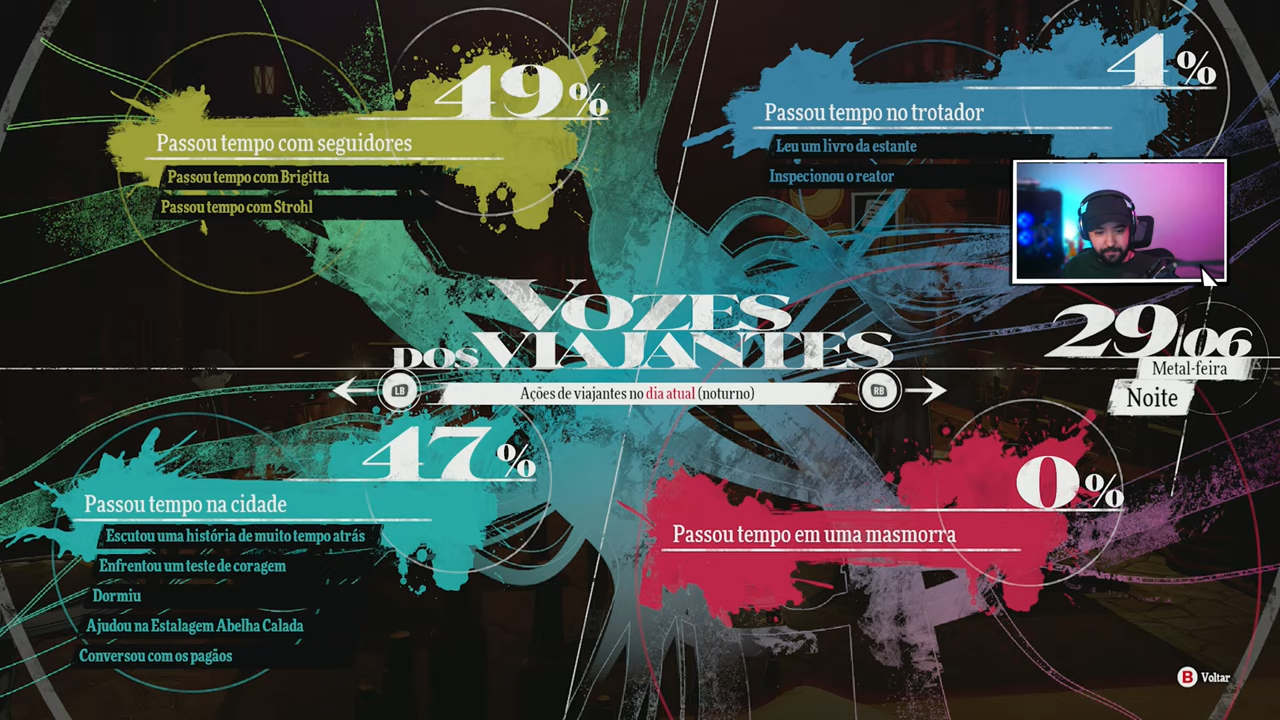 49%
Passou tempo com seguidores
Passou tempo com Brigitta
Passou tempo com Strohl
4%
Passou tempo no trotador
Leu um livro da estante
Inspecionou o reator
VOZES
DOS VIAJANTES
LB
Ações de viajantes no dia atual (noturno)
RB
29/06
Metal-feira
Noite
47%
Passou tempo na cidade
Escutou uma história de muito tempo atrás
Enfrentou um teste de coragem
Dormiu
Ajudou na Estalagem Abelha Calada
Conversou com os pagãos
0%
Passou tempo em uma masmorra
B Voltar